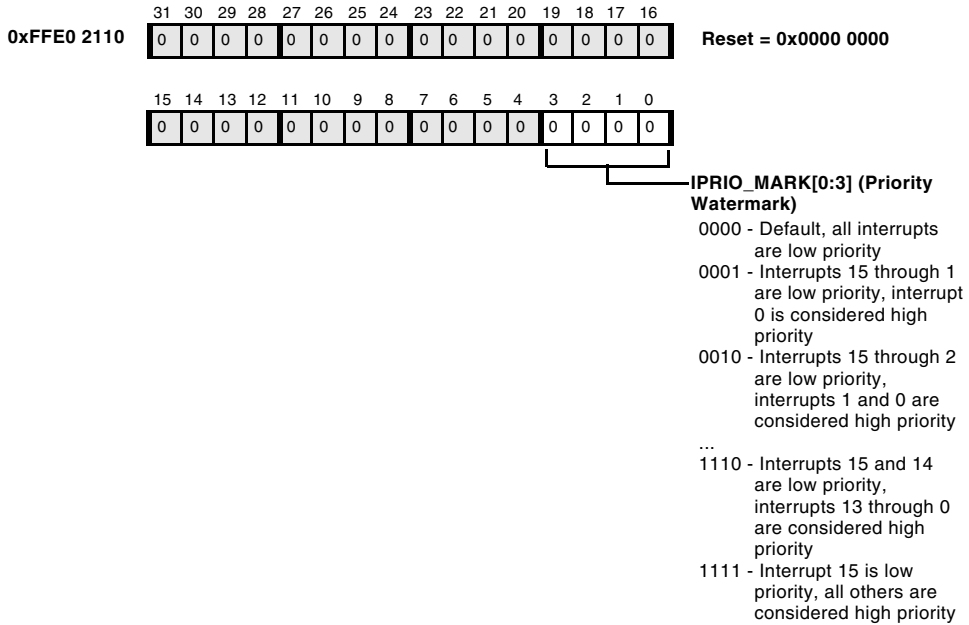 31 30 29 28 27 26 25 24 23 22 21 20 19 18 17 16
0xFFE0 2110 0 0 0 0 0 0 0 0 0 0 0 0 0 0 0 0 Reset = 0x0000 0000
15 14 13 12 11 10 9 8 7 6 5 4 3 2 1 0
0 0 0 0 0 0 0 0 0 0 0 0 0 0 0 0
IPRIO_MARK[0:3] (Priority
Watermark)
0000 - Default, all interrupts
are low priority
0001 - Interrupts 15 through 1
are low priority, interrupt
0 is considered high
priority
0010 - Interrupts 15 through 2
are low priority,
interrupts 1 and 0 are
considered high priority
...
1110 - Interrupts 15 and 14
are low priority,
interrupts 13 through 0
are considered high
priority
1111 - Interrupt 15 is low
priority, all others are
considered high priority